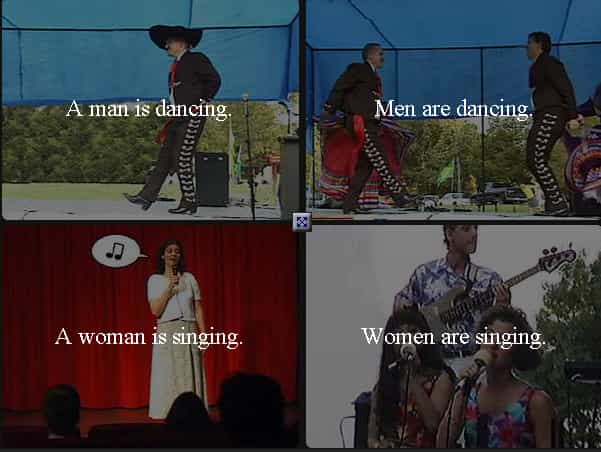 A man is dancing.
Men are dancing.
A woman is singing.
Women are singing.